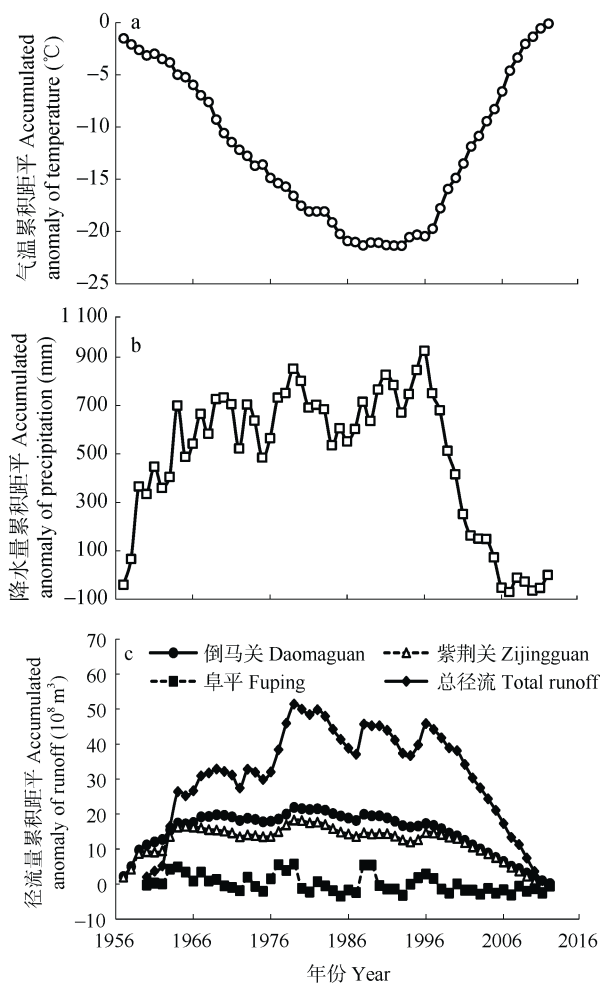 气温累积距平 Accumulated
anomaly of temperature (℃)
a
0
−5
−10
−15
−20
−25
降水量累积距平 Accumulated
anomaly of precipitation (mm)
b
1 100
900
700
500
300
100
−100
径流量累积距平 Accumulated
anomaly of runoff (10⁸ m³)
c
70
60
50
40
30
20
10
0
−10
倒马关 Daomaguan
紫荆关 Zijingguan
阜平 Fuping
总径流 Total runoff
1956 1966 1976 1986 1996 2006 2016
年份 Year